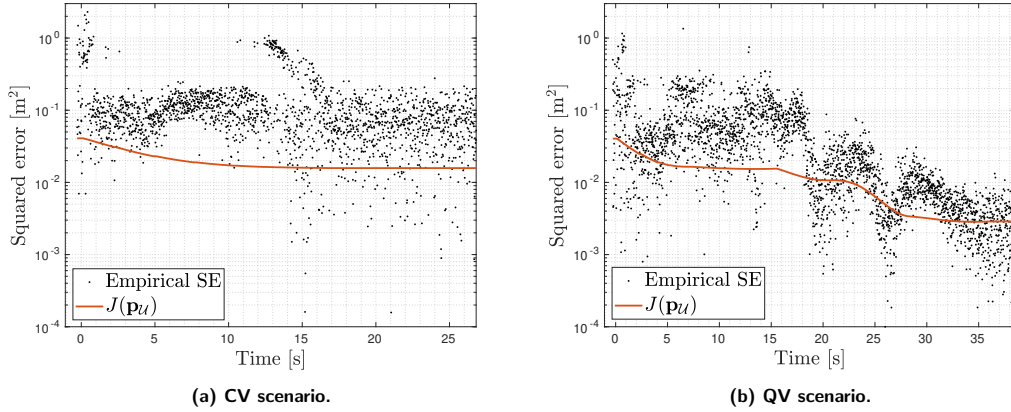 10^0
10^-1
10^-2
10^-3
10^-4
Squared error [m^2]
Empirical SE
J(p_U)
0 5 10 15 20 25
Time [s]
(a) CV scenario.
10^0
10^-1
10^-2
10^-3
10^-4
Squared error [m^2]
Empirical SE
J(p_U)
0 5 10 15 20 25 30 35
Time [s]
(b) QV scenario.